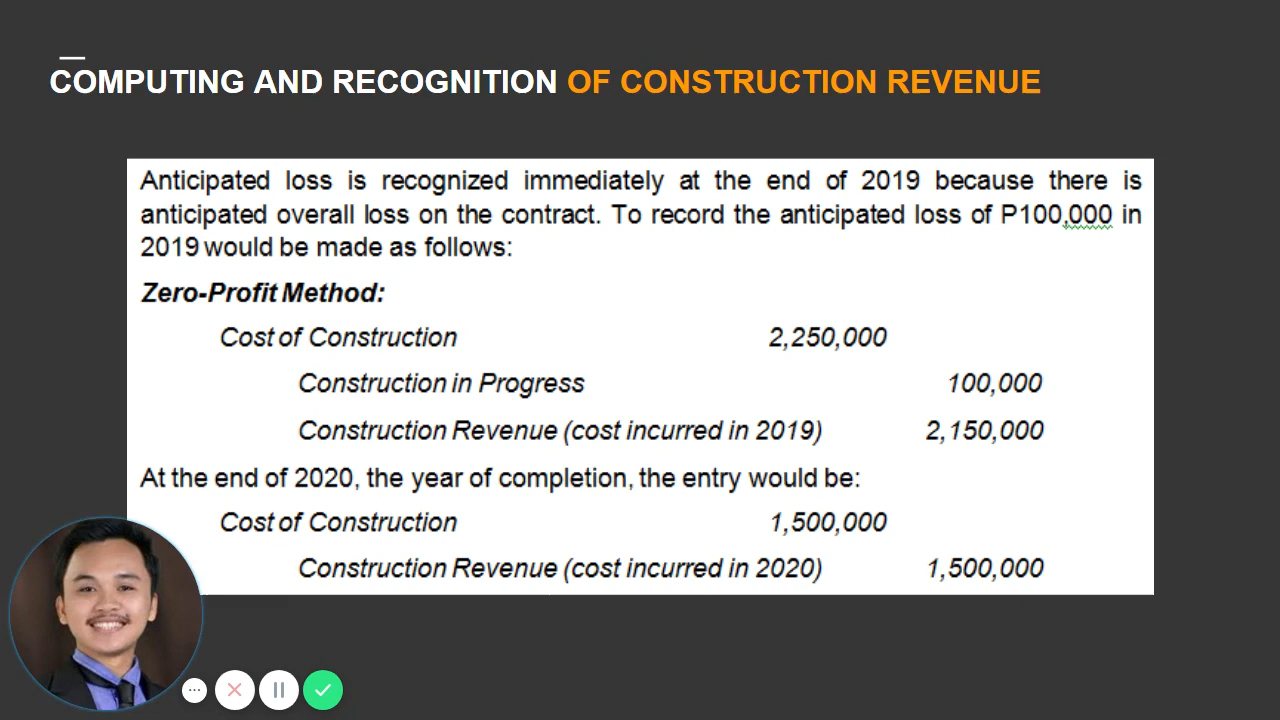 COMPUTING AND RECOGNITION OF CONSTRUCTION REVENUE
Anticipated loss is recognized immediately at the end of 2019 because there is
anticipated overall loss on the contract. To record the anticipated loss of P100,000 in
2019 would be made as follows:
Zero-Profit Method:
Cost of Construction 2,250,000
Construction in Progress 100,000
Construction Revenue (cost incurred in 2019) 2,150,000
At the end of 2020, the year of completion, the entry would be:
Cost of Construction 1,500,000
Construction Revenue (cost incurred in 2020) 1,500,000